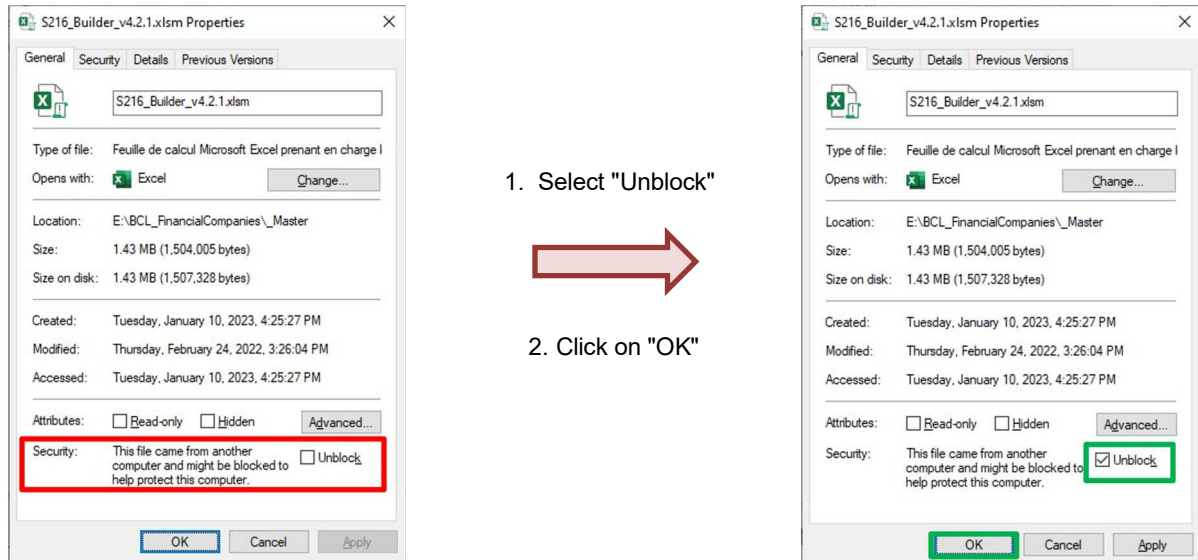 S216_Builder_v4.2.1.xlsm Properties
General Security Details Previous Versions
S216_Builder_v4.2.1.xlsm
Type of file: Feuille de calcul Microsoft Excel prenant en charge l
Opens with: Excel Change...
Location: E:\BCL_FinancialCompanies\_Master
Size: 1.43 MB (1,504,005 bytes)
Size on disk: 1.43 MB (1,507,328 bytes)
Created: Tuesday, January 10, 2023, 4:25:27 PM
Modified: Thursday, February 24, 2022, 3:26:04 PM
Accessed: Tuesday, January 10, 2023, 4:25:27 PM
Attributes: Read-only Hidden Advanced...
Security: This file came from another
computer and might be blocked to
help protect this computer.
Unblock
OK Cancel Apply
1. Select "Unblock"
2. Click on "OK"
S216_Builder_v4.2.1.xlsm Properties
General Security Details Previous Versions
S216_Builder_v4.2.1.xlsm
Type of file: Feuille de calcul Microsoft Excel prenant en charge l
Opens with: Excel Change...
Location: E:\BCL_FinancialCompanies\_Master
Size: 1.43 MB (1,504,005 bytes)
Size on disk: 1.43 MB (1,507,328 bytes)
Created: Tuesday, January 10, 2023, 4:25:27 PM
Modified: Thursday, February 24, 2022, 3:26:04 PM
Accessed: Tuesday, January 10, 2023, 4:25:27 PM
Attributes: Read-only Hidden Advanced...
Security: This file came from another
computer and might be blocked to
help protect this computer.
Unblock
OK Cancel Apply